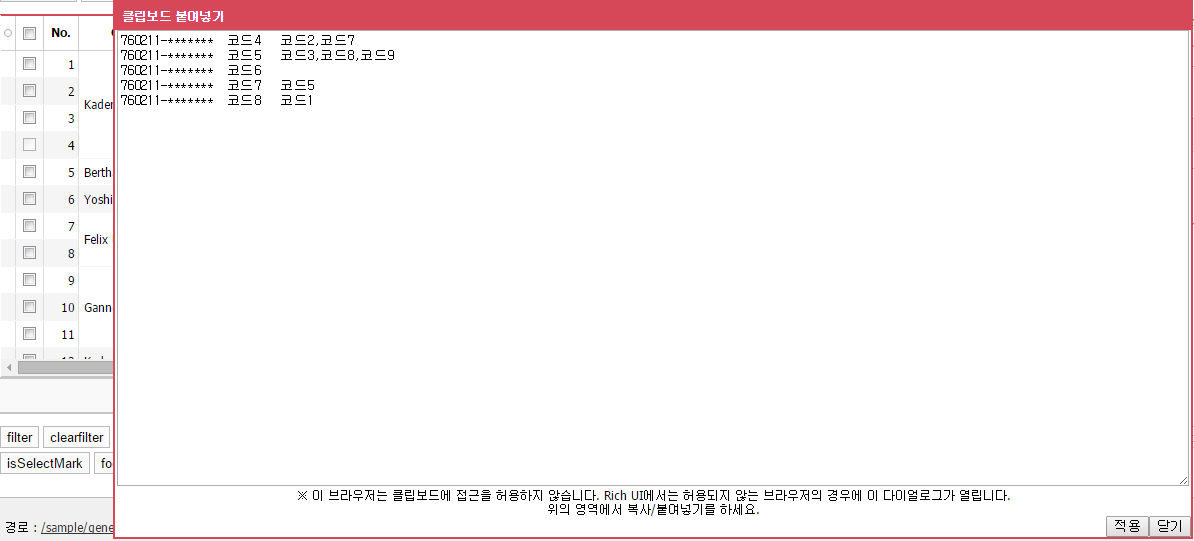 클립보드 붙여넣기
No.
760211-******* 코드4 코드2,코드7
760211-******* 코드5 코드3,코드8,코드9
760211-******* 코드6
760211-******* 코드7 코드5
760211-******* 코드8 코드1
1
2
Kader
3
4
5 Berth
6 Yoshi
7
Felix
8
9
10 Gann
11
filter clearfilter
isSelectMark fo
※ 이 브라우저는 클립보드에 접근을 허용하지 않습니다. Rich UI에서는 허용되지 않는 브라우저의 경우에 이 다이얼로그가 열립니다.
위의 영역에서 복사/붙여넣기를 하세요.
적용 닫기
경로 : /sample/gene